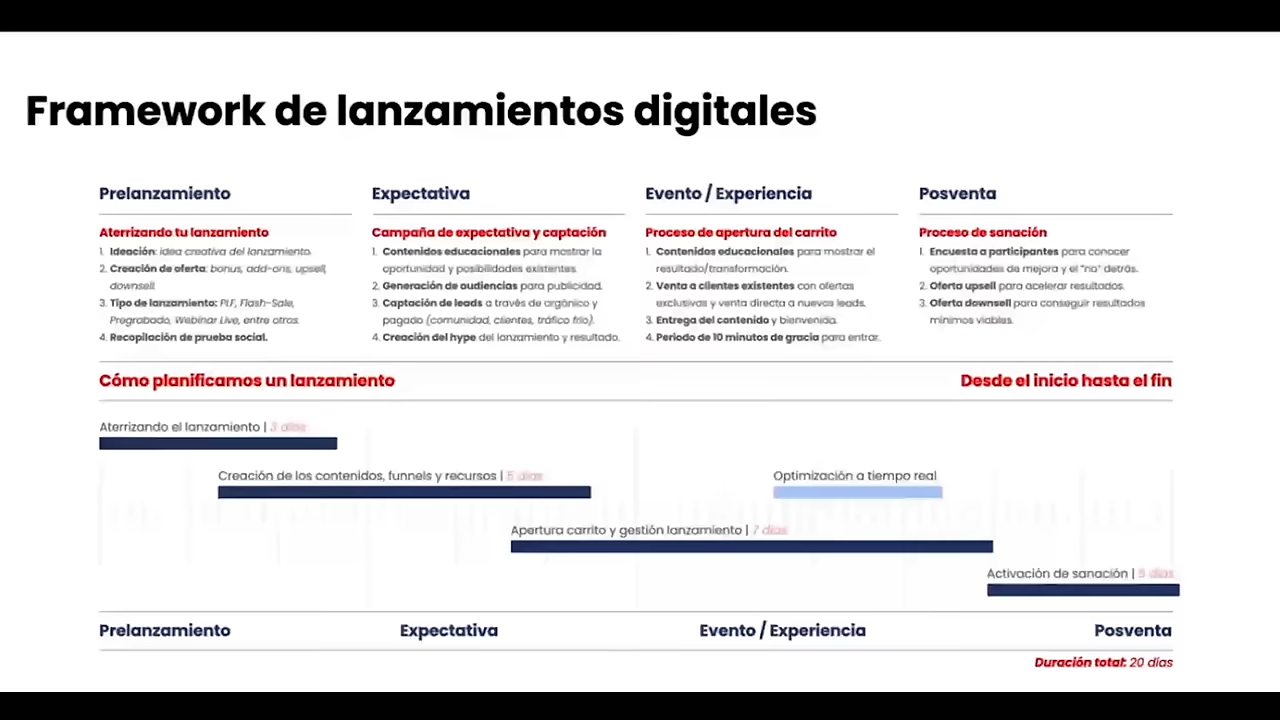 Framework de lanzamientos digitales
Prelanzamiento
Aterrizando tu lanzamiento
1. Ideación: idea creativa del lanzamiento.
2. Creación de oferta: bonus, add-ons, upsell,
downsell.
3. Tipo de lanzamiento: PLF, Flash-Sale,
Pregrabado, Webinar Live, entre otros.
4. Recopilación de prueba social.
Expectativa
Campaña de expectativa y captación
1. Contenidos educacionales para mostrar la
oportunidad y posibilidades existentes.
2. Generación de audiencias para publicidad.
3. Captación de leads a través de orgánico y
pagado (comunidad, clientes, tráfico frío).
4. Creación del hype del lanzamiento y resultado.
Evento / Experiencia
Proceso de apertura del carrito
1. Contenidos educacionales para mostrar el
resultado/transformación.
2. Venta a clientes existentes con ofertas
exclusivas y venta directa a nuevos leads.
3. Entrega del contenido y bienvenida.
4. Periodo de 10 minutos de gracia para entrar.
Posventa
Proceso de sanación
1. Encuesta a participantes para conocer
oportunidades de mejora y el "no" detrás.
2. Oferta upsell para acelerar resultados.
3. Oferta downsell para conseguir resultados
mínimos viables.
Cómo planificamos un lanzamiento
Desde el inicio hasta el fin
Aterrizando el lanzamiento | 3 días
Creación de los contenidos, funnels y recursos | 5 días
Optimización a tiempo real
Apertura carrito y gestión lanzamiento | 7 días
Activación de sanación | 5 días
Prelanzamiento
Expectativa
Evento / Experiencia
Posventa
Duración total: 20 días